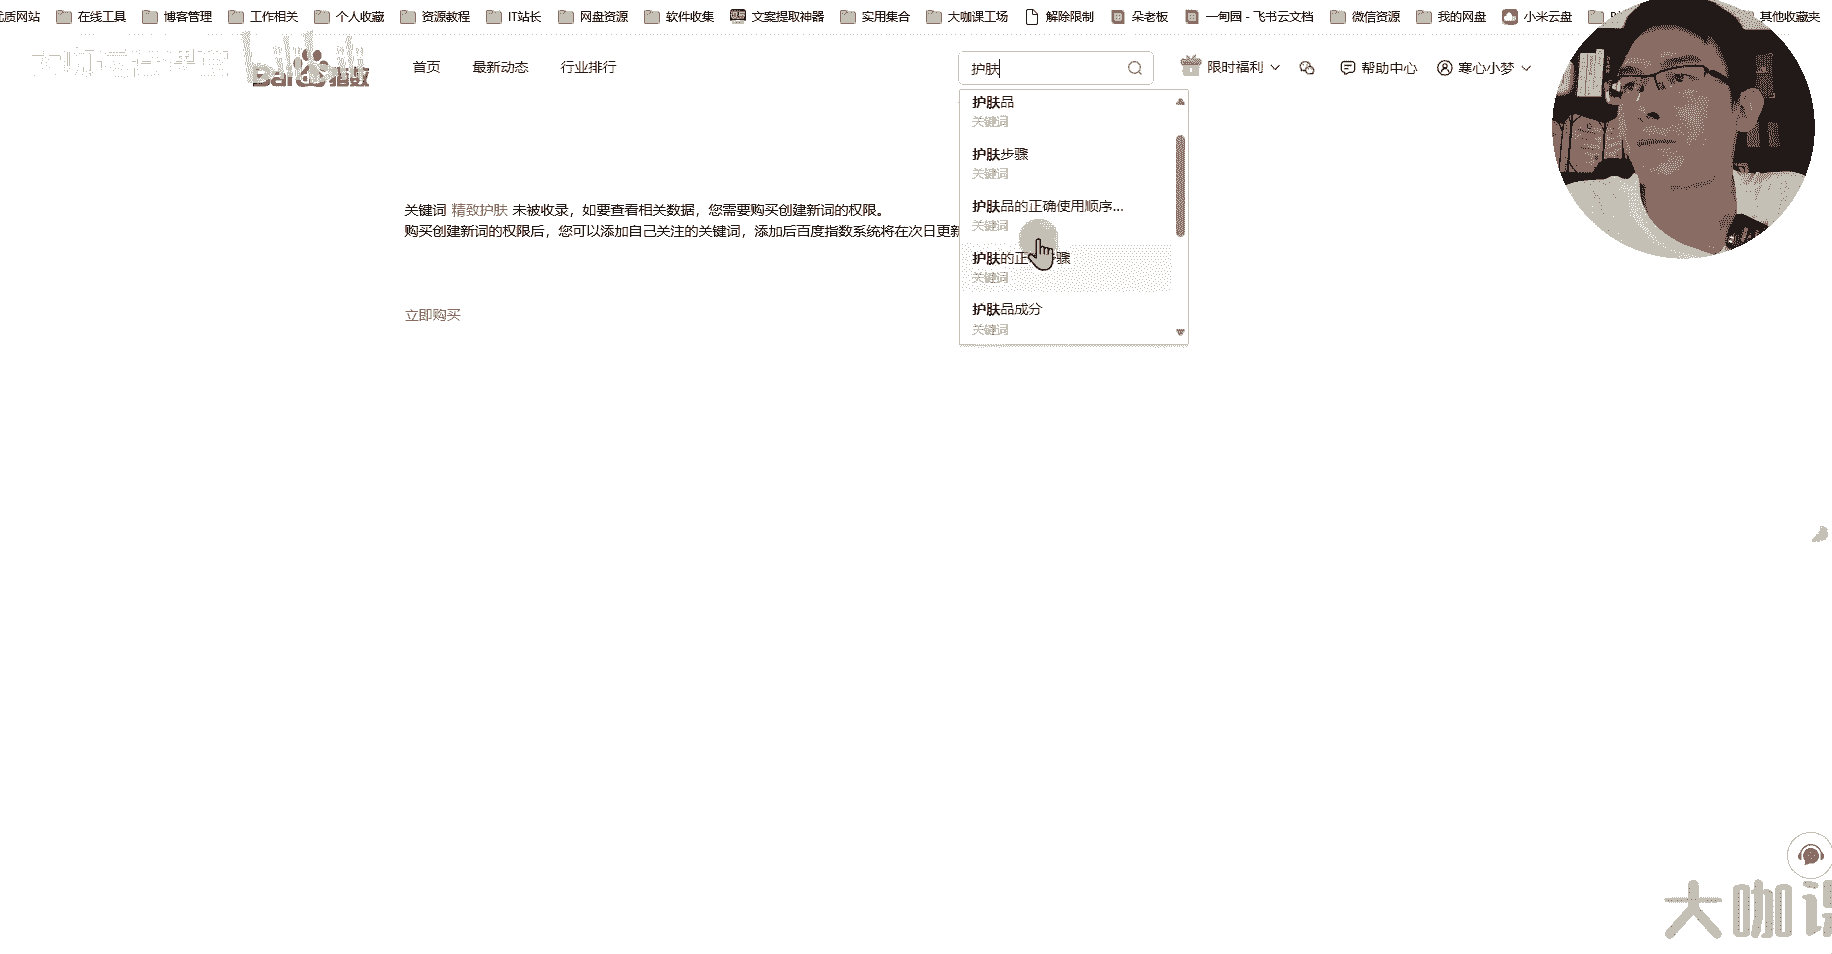 优质网站 在线工具 博客管理 工作相关 个人收藏 资源教程 IT站长 网盘资源 软件收集 文案提取神器 实用集合 大咖课工场 解除限制 朵老板 一甸园 - 飞书云文档 微信资源 我的网盘 小米云盘 其他收藏夹
bilibili
Bai 指数 首页 最新动态 行业排行 护肤 限时福利 帮助中心 寒心小梦
护肤品
关键词
护肤步骤
关键词
护肤品的正确使用顺序...
关键词
护肤的正 步骤
关键词
护肤品成分
关键词
关键词 精致护肤 未被收录，如要查看相关数据，您需要购买创建新词的权限。
购买创建新词的权限后，您可以添加自己关注的关键词，添加后百度指数系统将在次日更新
立即购买
大咖课